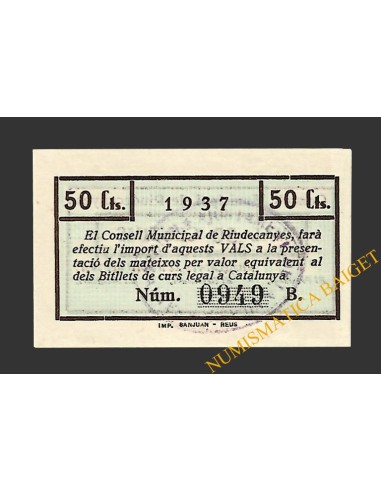 50 Cts. 1937 50 Cts.
El Consell Municipal de Riudecanyes, farà
efectiu l'import d'aquests VALS a la presen-
tació dels mateixos per valor equivalent al
dels Bitllets de curs legal a Catalunya.
Núm. 0949 B.
IMP. SANJUAN - REUS
NUMISMATICA BAIGET